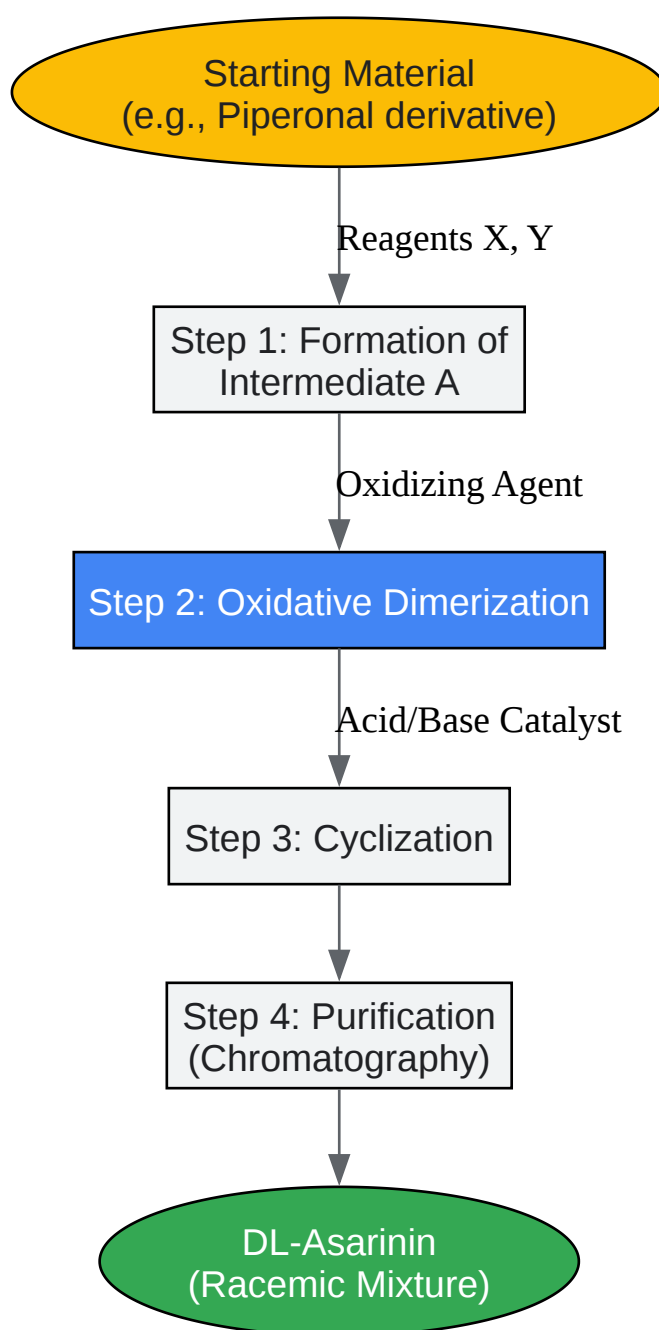 Starting Material
(e.g., Piperonal derivative)
Reagents X, Y
Step 1: Formation of
Intermediate A
Oxidizing Agent
Step 2: Oxidative Dimerization
Acid/Base Catalyst
Step 3: Cyclization
Step 4: Purification
(Chromatography)
DL-Asarinin
(Racemic Mixture)